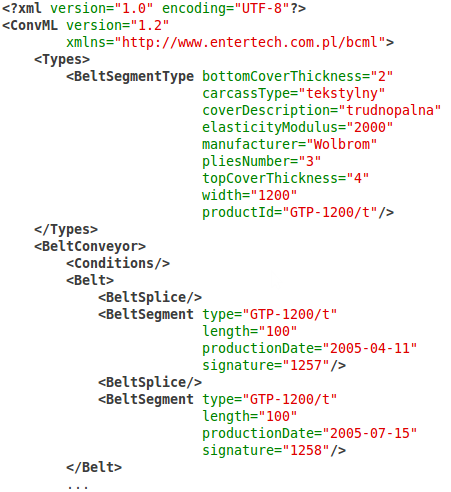 <?xml version="1.0" encoding="UTF-8"?>
<ConvML version="1.2"
        xmlns="http://www.entertech.com.pl/bcml">
    <Types>
        <BeltSegmentType bottomCoverThickness="2"
                         carcassType="tekstylny"
                         coverDescription="trudnopalna"
                         elasticityModulus="2000"
                         manufacturer="Wolbrom"
                         pliesNumber="3"
                         topCoverThickness="4"
                         width="1200"
                         productId="GTP-1200/t"/>
    </Types>
    <BeltConveyor>
        <Conditions/>
        <Belt>
            <BeltSplice/>
            <BeltSegment type="GTP-1200/t"
                         length="100"
                         productionDate="2005-04-11"
                         signature="1257"/>
            <BeltSplice/>
            <BeltSegment type="GTP-1200/t"
                         length="100"
                         productionDate="2005-07-15"
                         signature="1258"/>
        </Belt>
        ...